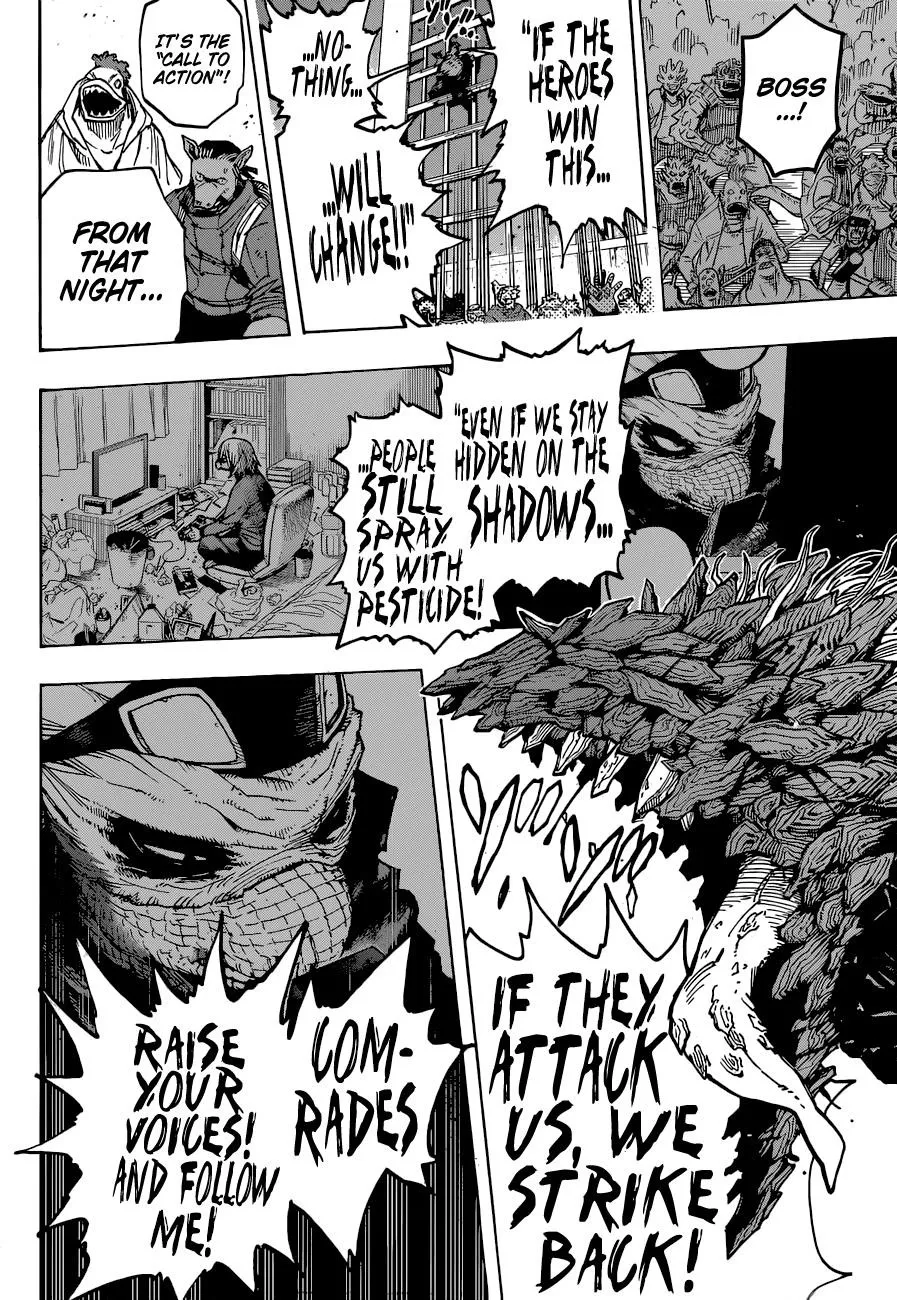 BOSS
...!
"IF THE
HEROES
WIN
THIS...
...NO-
THING...
...WILL
CHANGE!!"
IT'S THE
"CALL TO
ACTION"!
FROM
THAT
NIGHT...
"EVEN IF WE STAY
HIDDEN ON THE
SHADOWS...
...PEOPLE
STILL
SPRAY
US WITH
PESTICIDE!
IF THEY
ATTACK
US, WE
STRIKE
BACK!
COM-
RADES
RAISE
YOUR
VOICES!
AND FOLLOW
ME!